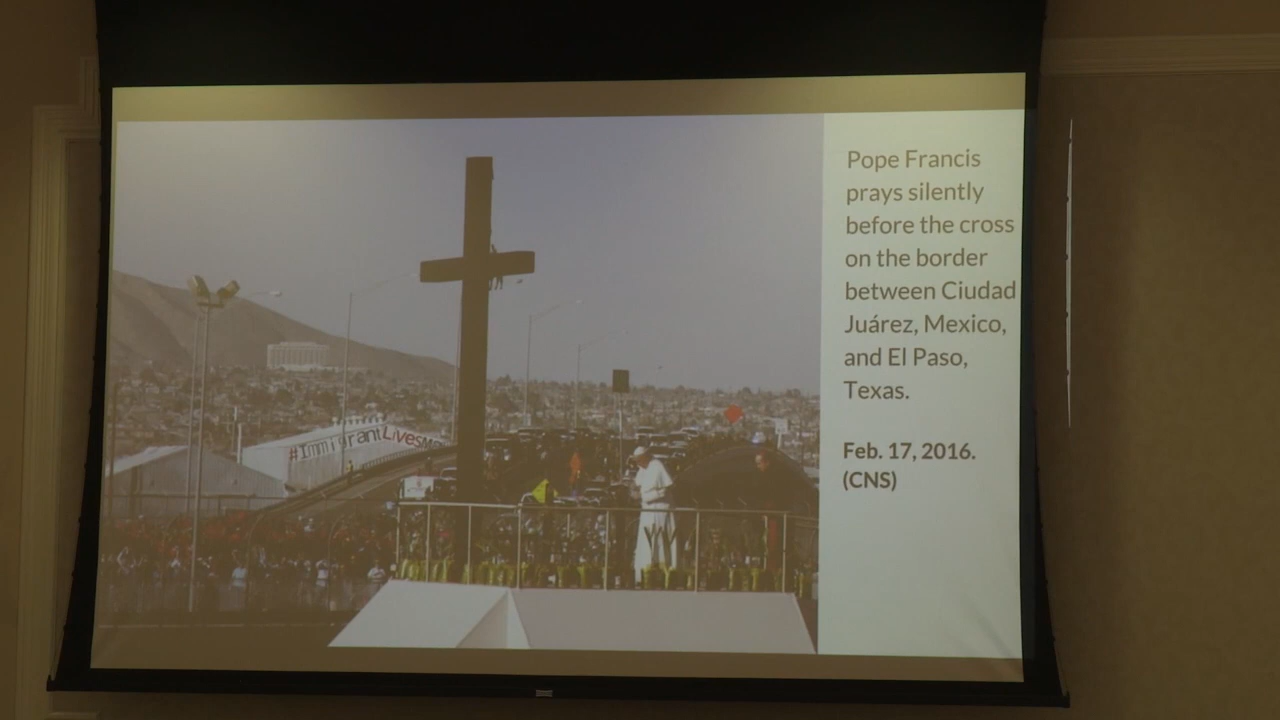 Pope Francis
prays silently
before the cross
on the border
between Ciudad
Juárez, Mexico,
and El Paso,
Texas.
Feb. 17, 2016.
(CNS)
#ImmigrantLives